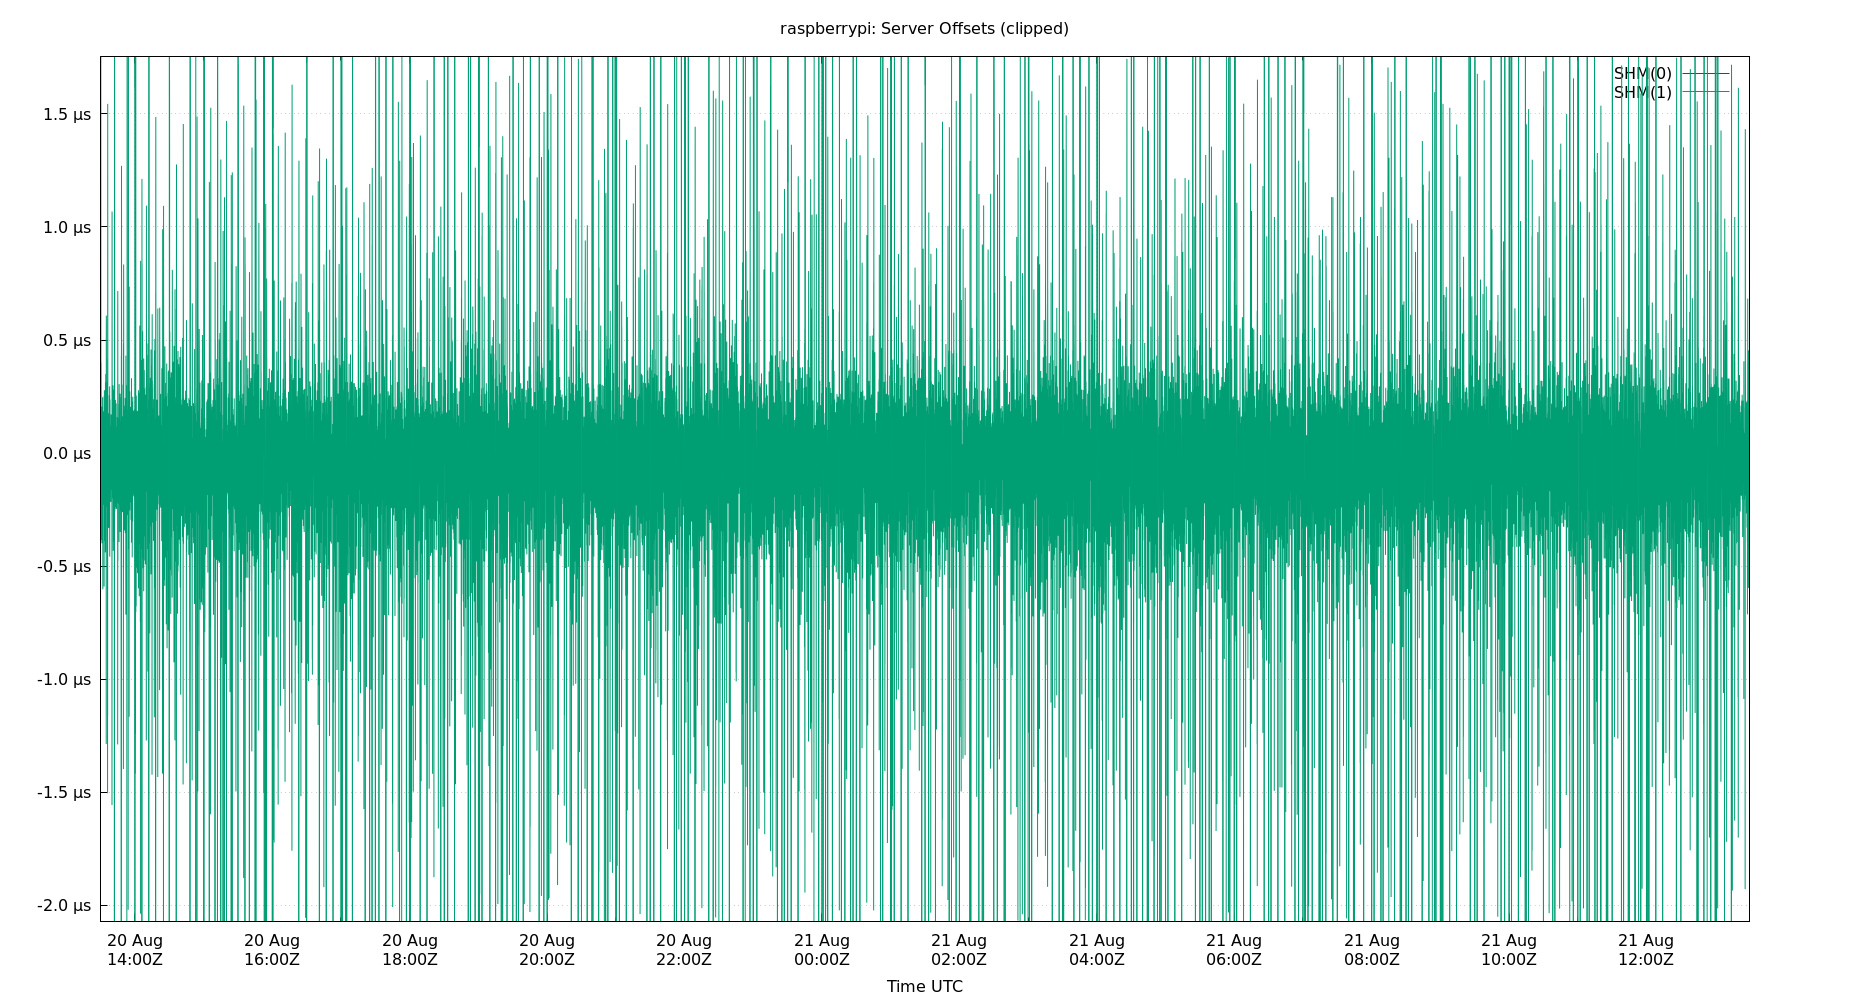 raspberrypi: Server Offsets (clipped)
SHM(0)
SHM(1)
1.5 µs
1.0 µs
0.5 µs
0.0 µs
-0.5 µs
-1.0 µs
-1.5 µs
-2.0 µs
20 Aug 20 Aug 20 Aug 20 Aug 20 Aug 21 Aug 21 Aug 21 Aug 21 Aug 21 Aug 21 Aug 21 Aug
14:00Z 16:00Z 18:00Z 20:00Z 22:00Z 00:00Z 02:00Z 04:00Z 06:00Z 08:00Z 10:00Z 12:00Z
Time UTC